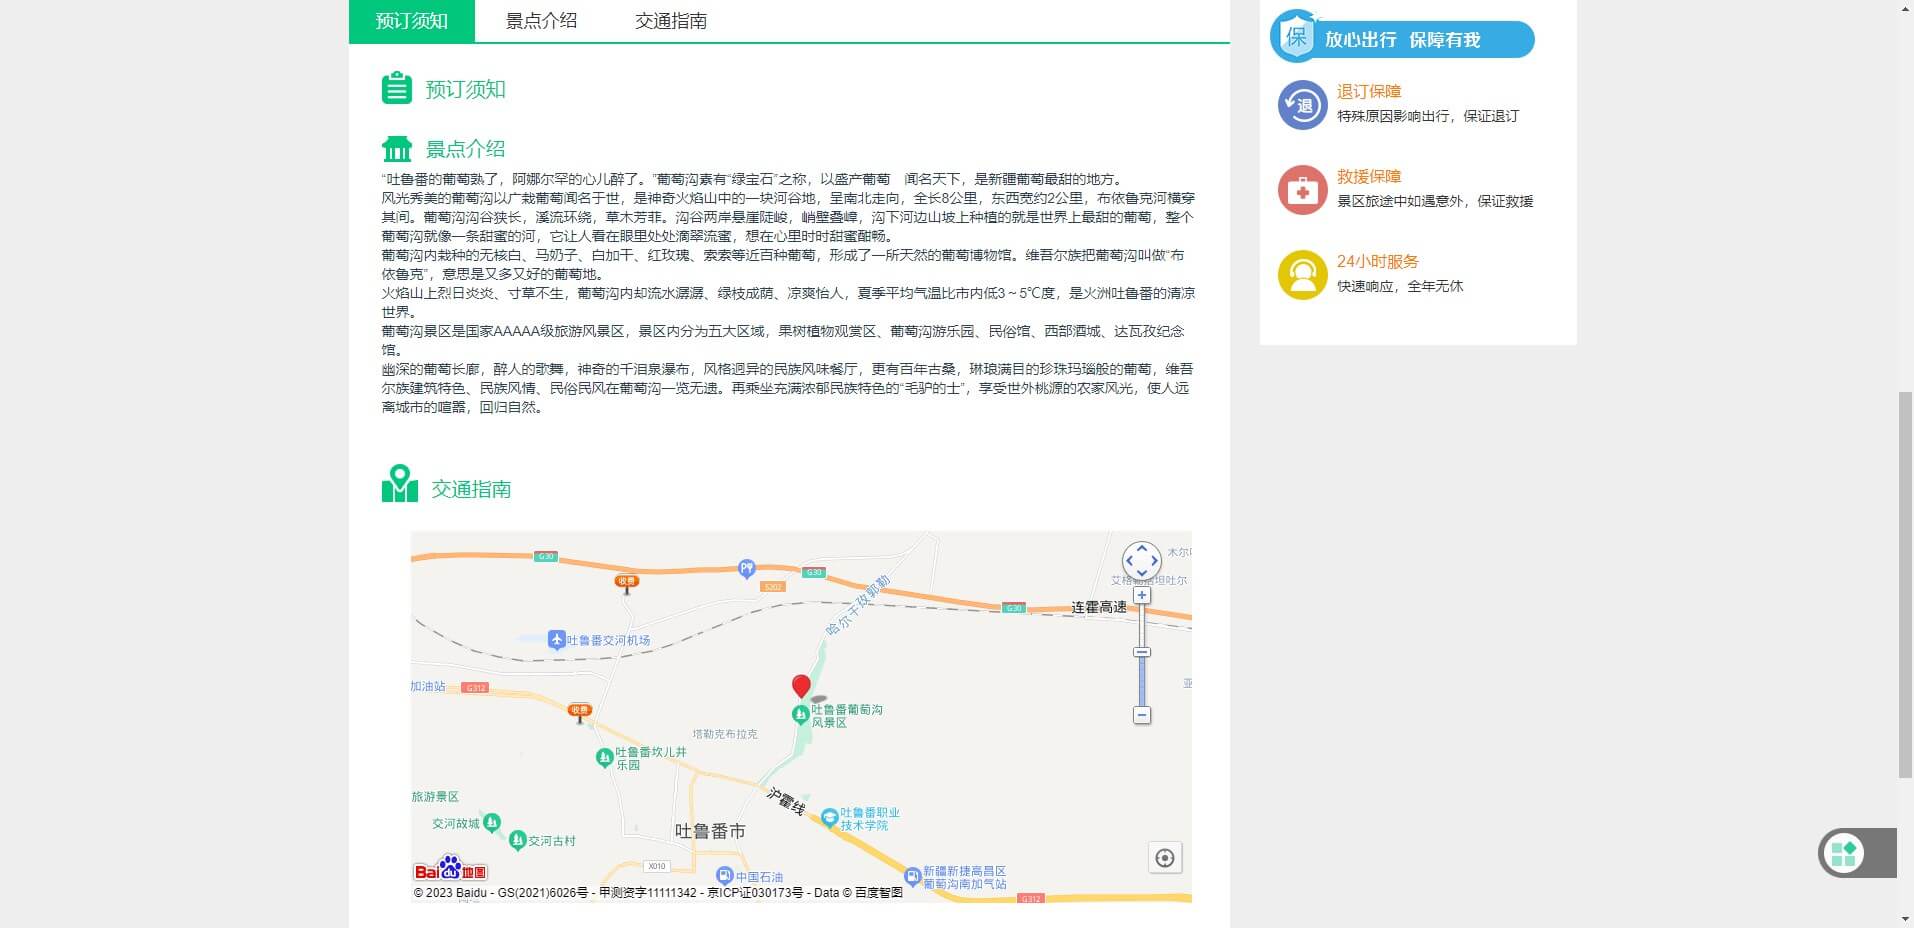 预订须知
景点介绍
交通指南
预订须知
景点介绍
“吐鲁番的葡萄熟了，阿娜尔罕的心儿醉了。”葡萄沟素有“绿宝石”之称，以盛产葡萄　闻名天下，是新疆葡萄最甜的地方。
风光秀美的葡萄沟以广栽葡萄闻名于世，是神奇火焰山中的一块河谷地，呈南北走向，全长8公里，东西宽约2公里，布依鲁克河横穿
其间。葡萄沟沟谷狭长，溪流环绕，草木芳菲。沟谷两岸悬崖陡峻，峭壁叠嶂，沟下河边山坡上种植的就是世界上最甜的葡萄，整个
葡萄沟就像一条甜蜜的河，它让人看在眼里处处滴翠流蜜，想在心里时时甜蜜酣畅。
葡萄沟内栽种的无核白、马奶子、白加干、红玫瑰、索索等近百种葡萄，形成了一所天然的葡萄博物馆。维吾尔族把葡萄沟叫做“布
依鲁克”，意思是又多又好的葡萄地。
火焰山上烈日炎炎、寸草不生，葡萄沟内却流水潺潺、绿枝成荫、凉爽怡人，夏季平均气温比市内低3～5℃度，是火洲吐鲁番的清凉
世界。
葡萄沟景区是国家AAAAA级旅游风景区，景区内分为五大区域，果树植物观赏区、葡萄沟游乐园、民俗馆、西部酒城、达瓦孜纪念
馆。
幽深的葡萄长廊，醉人的歌舞，神奇的千泪泉瀑布，风格迥异的民族风味餐厅，更有百年古桑，琳琅满目的珍珠玛瑙般的葡萄，维吾
尔族建筑特色、民族风情、民俗民风在葡萄沟一览无遗。再乘坐充满浓郁民族特色的“毛驴的士”，享受世外桃源的农家风光，使人远
离城市的喧嚣，回归自然。
交通指南
G30
收费
P
S202
G30
哈尔干孜郭勒
G30
连霍高速
木尔
艾格
坦吐尔
吐鲁番交河机场
加油站
G312
收费
亚
吐鲁番葡萄沟
风景区
塔勒克布拉克
吐鲁番坎儿井
乐园
旅游景区
交河故城
交河古村
沪霍线
吐鲁番市
吐鲁番职业
技术学院
X010
中国石油
新疆新捷高昌区
葡萄沟南加气站
G312
Bai du 地图
© 2023 Baidu - GS(2021)6026号 - 甲测资字11111342 - 京ICP证030173号 - Data © 百度智图
保
放心出行 保障有我
退
退订保障
特殊原因影响出行，保证退订
救援保障
景区旅途中如遇意外，保证救援
24小时服务
快速响应，全年无休